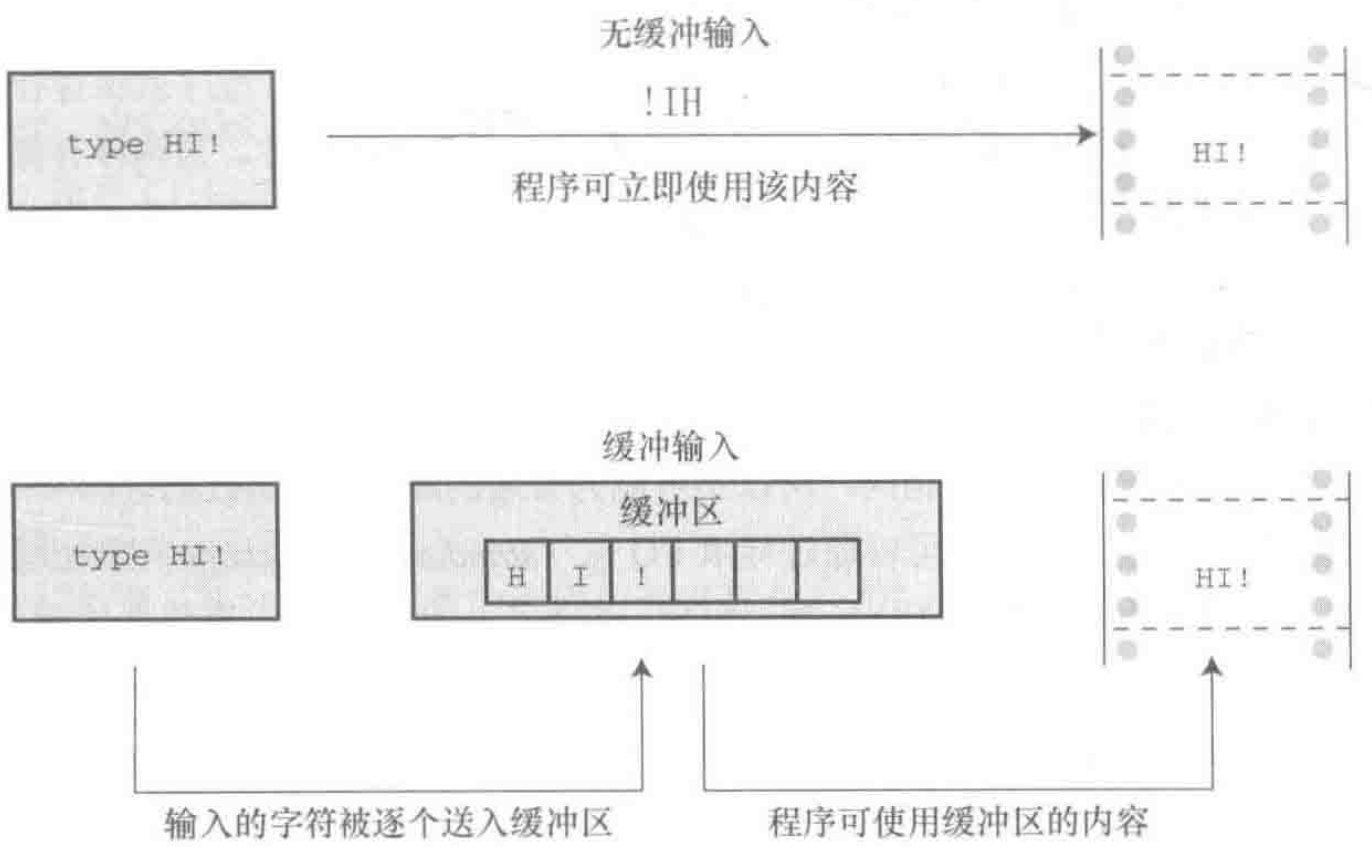 无缓冲输入
type HI!
!IH
HI!
程序可立即使用该内容
缓冲输入
缓冲区
type HI!
H I !
HI!
输入的字符被逐个送入缓冲区
程序可使用缓冲区的内容